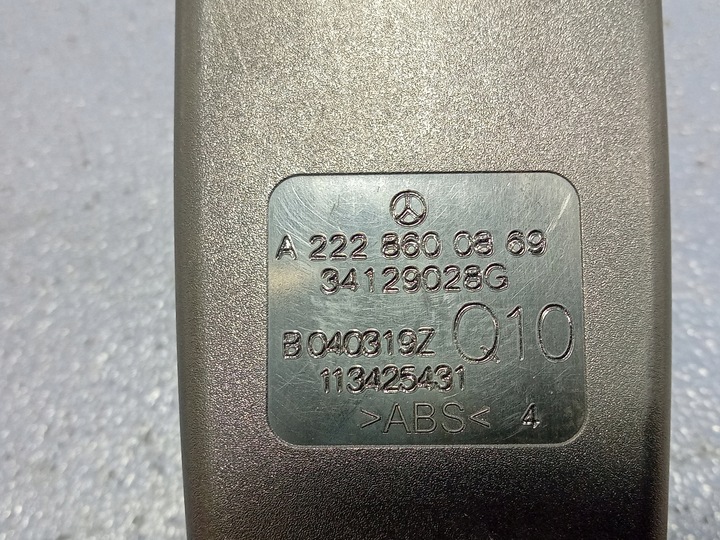 A 222 860 08 69
34129028G
B 040319Z Q10
113425431
>ABS< 4